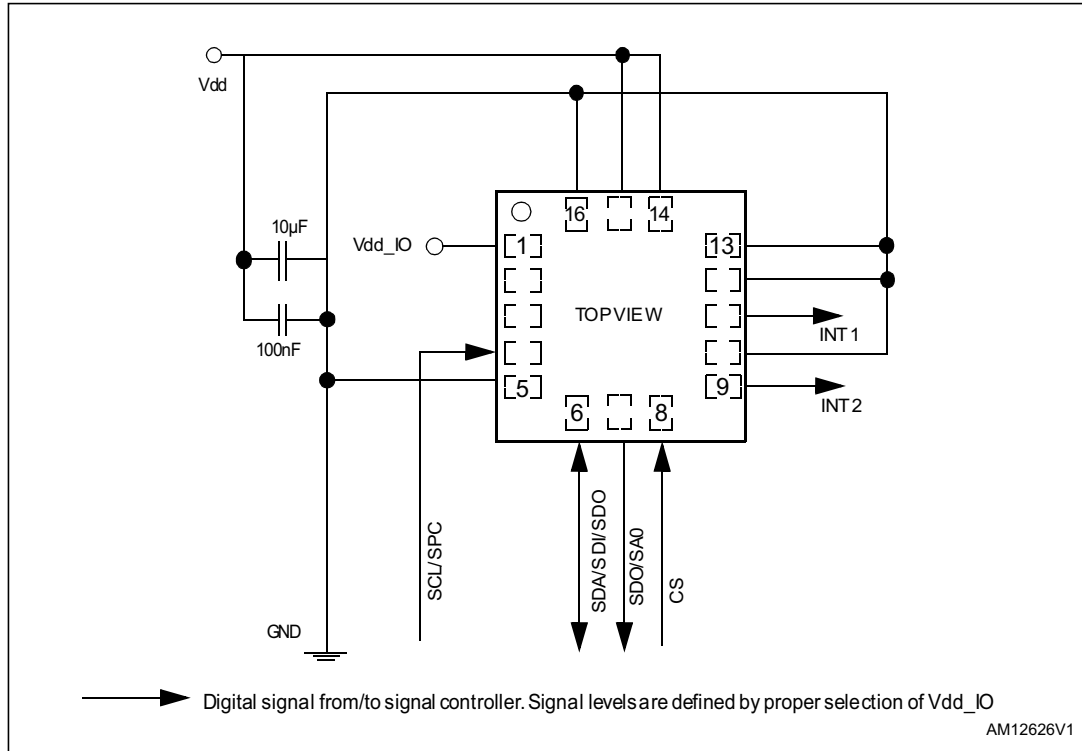 Vdd
16
14
10µF
Vdd_IO
1
13
TOP VIEW
INT 1
100nF
5
9
INT 2
6
8
SCL/SPC
SDA/SDI/SDO
SDO/SA0
CS
GND
Digital signal from/to signal controller. Signal levels are defined by proper selection of Vdd_IO
AM12626V1